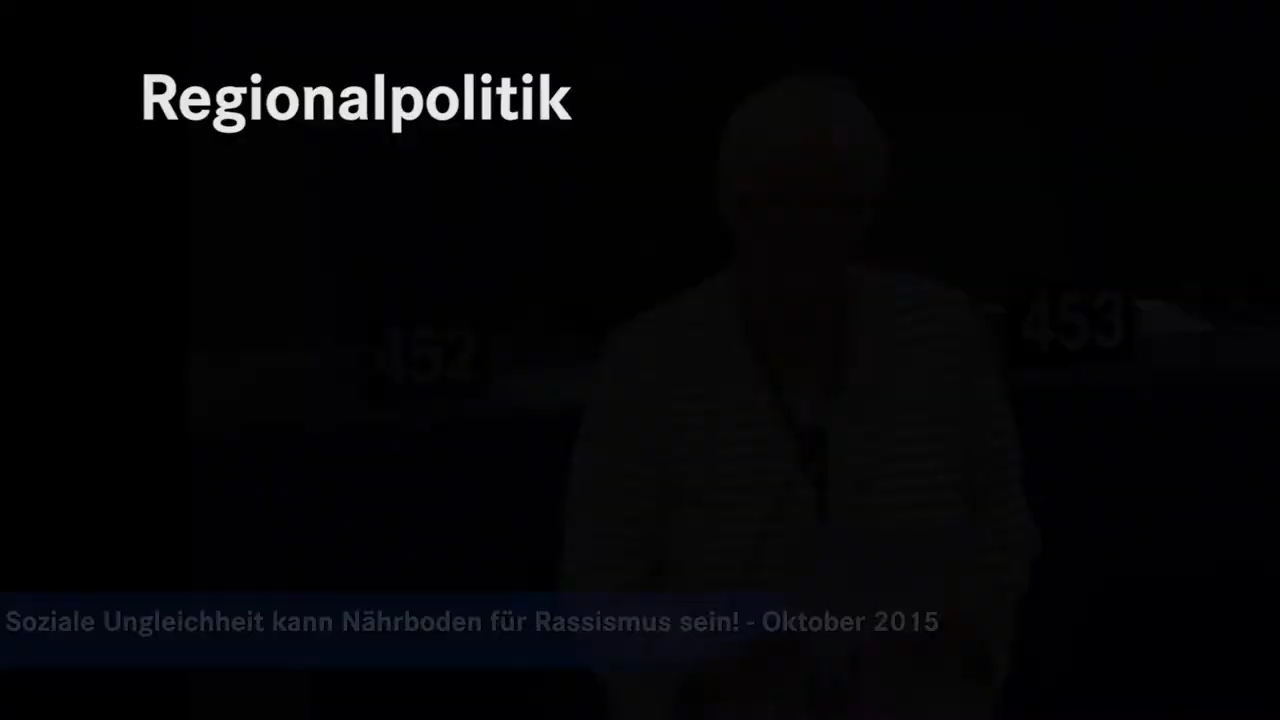 Regionalpolitik
452
453
Soziale Ungleichheit kann Nährboden für Rassismus sein! - Oktober 2015